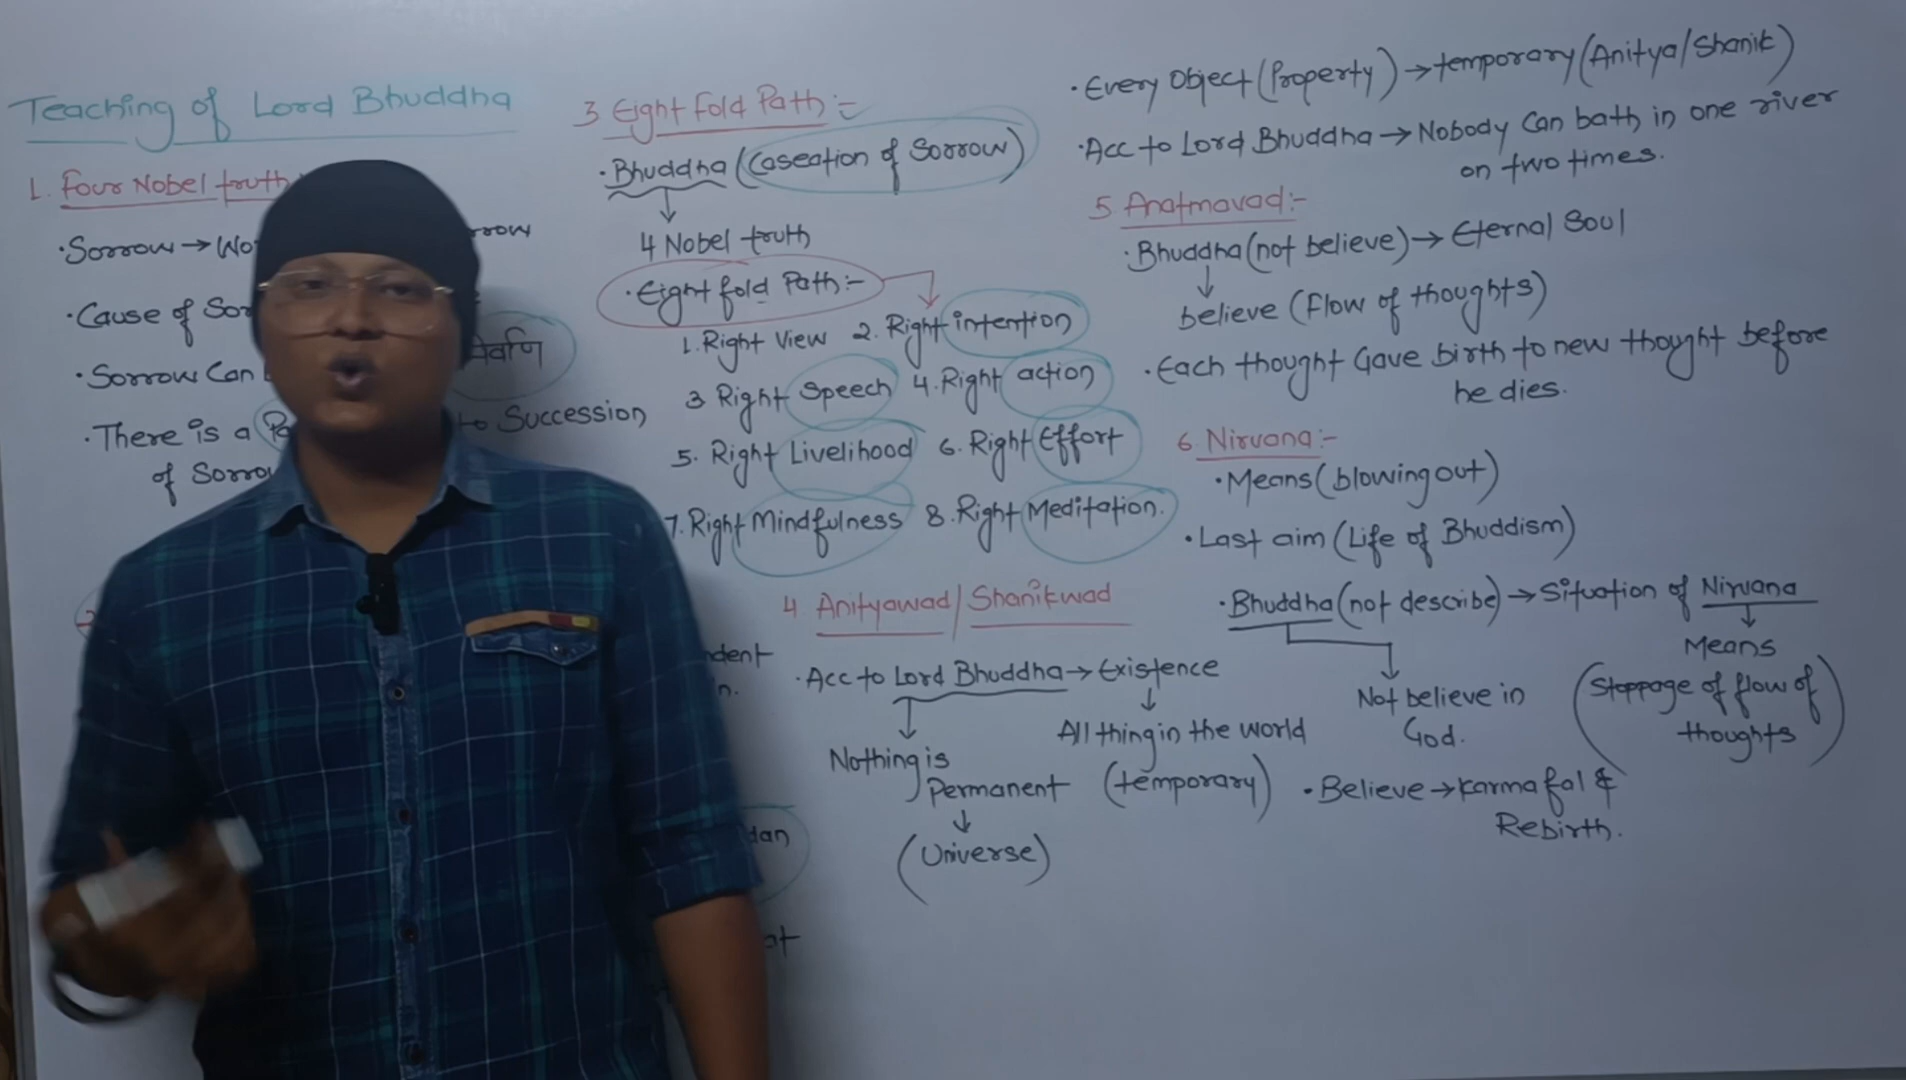 Teaching of Lord Bhuddha
1. Four Nobel truth
• Sorrow →
• Cause of
• Sorrow Can
• There is a to Succession
of
3 Eight fold Path:-
• Bhuddha (Caseation of Sorrow)
4 Nobel truth
• Eight fold Path:-
1. Right View 2. Right intention
3 Right Speech 4. Right action
5. Right Livelihood 6. Right Effort
7. Right Mindfulness 8. Right Meditation.
4 Anityawad / Shanikwad
• Acc to Lord Bhuddha → Existence
Nothing is
Permanent
(Universe)
All thing in the world
(temporary)
• Every Object (Property) → temporary (Anitya/Shanik)
• Acc to Lord Bhuddha → Nobody Can bath in one river
on two times.
5 Anatmavad:-
• Bhuddha (not believe) → Eternal Soul
believe (Flow of thoughts)
• Each thought Gave birth to new thought before
he dies.
6 Nirvana:-
• Means (blowing out)
• Last aim (Life of Bhuddism)
• Bhuddha (not describe) → Situation of Nirvana
Means
(Stoppage of flow of
thoughts)
Not believe in
God.
• Believe → Karma fal &
Rebirth.